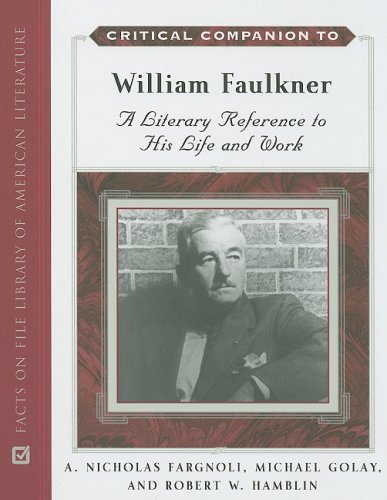 CRITICAL COMPANION TO
William Faulkner
A Literary Reference to
His Life and Work
A. NICHOLAS FARGNOLI, MICHAEL GOLAY,
AND ROBERT W. HAMBLIN
FACTS ON FILE LIBRARY OF AMERICAN LITERATURE